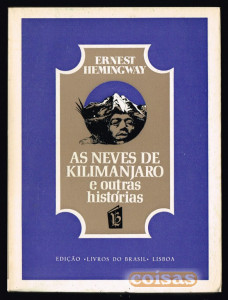 ERNEST
HEMINGWAY
AS NEVES DE
KILIMANJARO
e outras
histórias
EDIÇÃO «LIVROS DO BRASIL» LISBOA
coisas